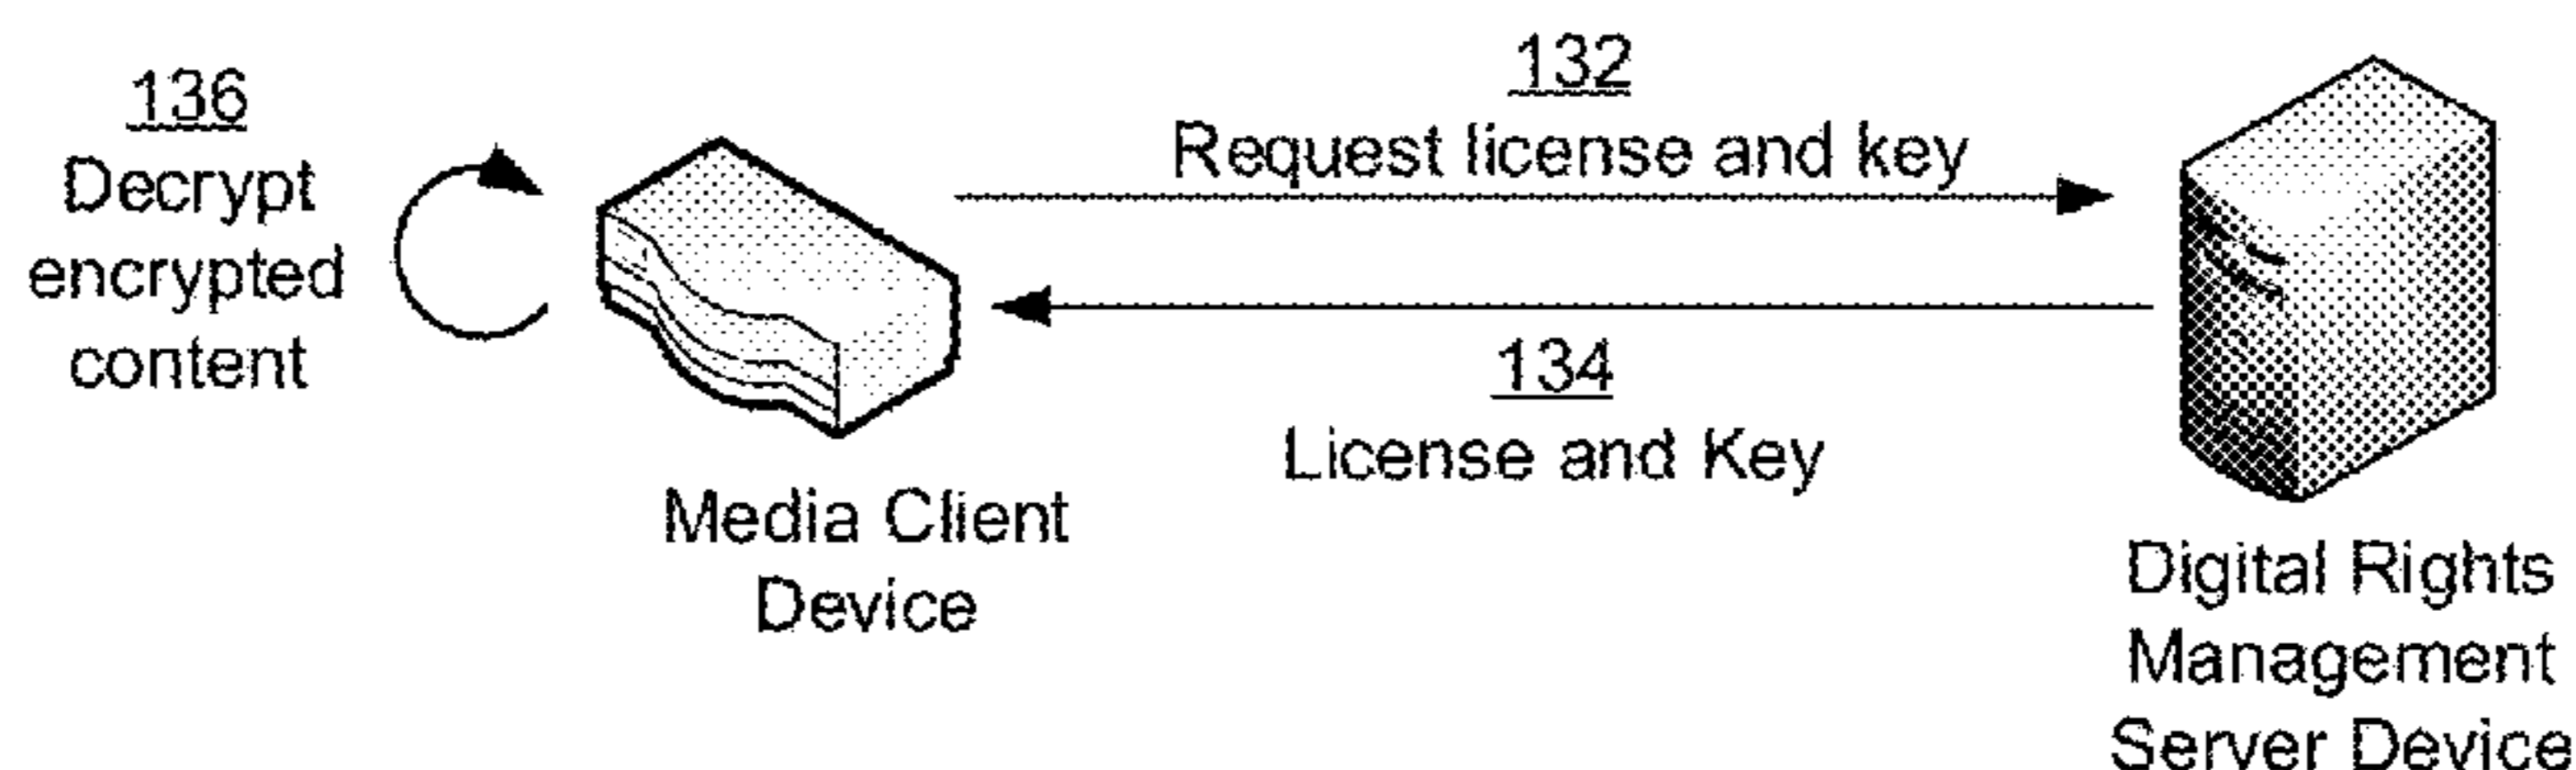 136
Decrypt
encrypted
content
132
Request license and key
134
License and Key
Media Client
Device
Digital Rights
Management
Server Device